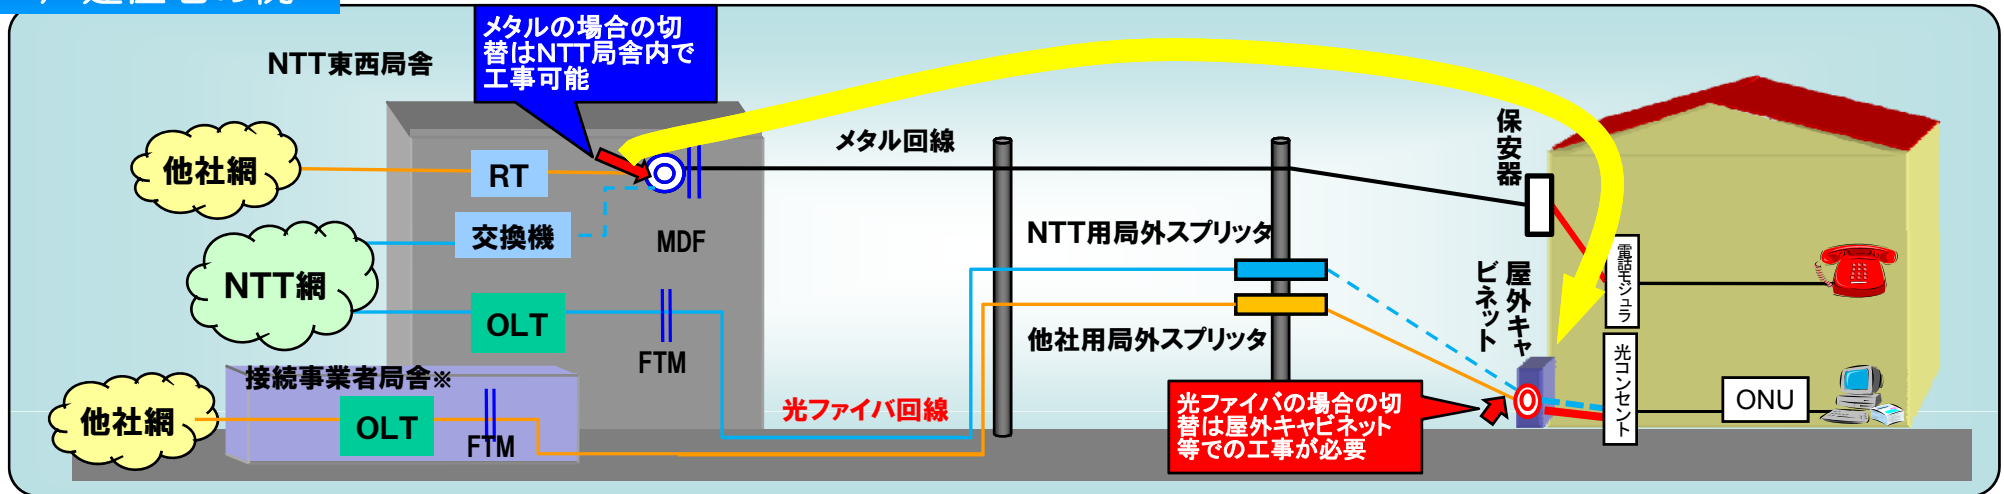 メタルの場合の切
替はNTT局舎内で
工事可能
NTT東西局舎
他社網
RT
メタル回線
保安器
交換機
MDF
NTT網
NTT用局外スプリッタ
電話モジュラ
屋外キャ
ビネット
OLT
FTM
他社用局外スプリッタ
光コンセント
接続事業者局舎※
他社網
OLT
FTM
光ファイバ回線
光ファイバの場合の切
替は屋外キャビネット
等での工事が必要
ONU